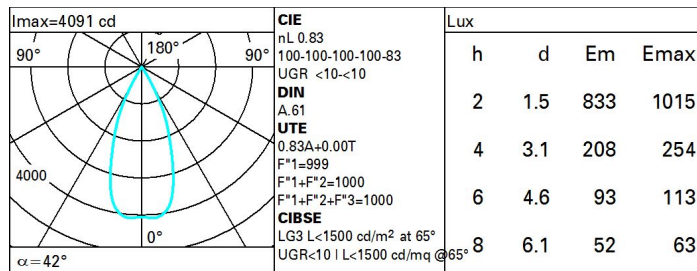 Imax=4091 cd
90°
180°
90°
4000
0°
α=42°
CIE
nL 0.83
100-100-100-100-83
UGR <10-<10
DIN
A.61
UTE
0.83A+0.00T
F"1=999
F"1+F"2=1000
F"1+F"2+F"3=1000
CIBSE
LG3 L<1500 cd/m² at 65°
UGR<10 | L<1500 cd/mq @65°
Lux
h d Em Emax
2 1.5 833 1015
4 3.1 208 254
6 4.6 93 113
8 6.1 52 63